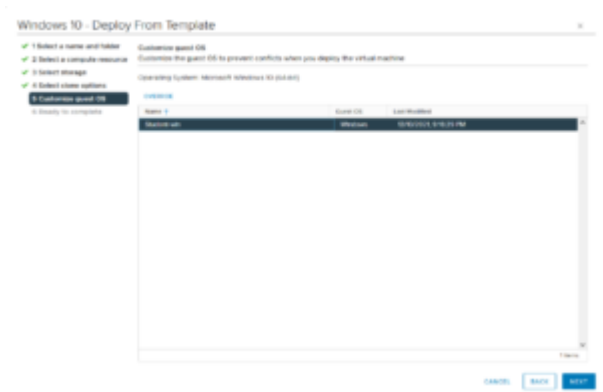 Windows 10 - Deploy From Template
1 Select a name and folder
2 Select a compute resource
3 Select storage
4 Select clone options
5 Customize guest OS
6 Ready to complete
Customize guest OS
Customize the guest OS to prevent conflicts when you deploy the virtual machine
Operating System: Microsoft Windows 10 (64-bit)
OVERRIDE
Name Guest OS Last Modified
Windows
1 items
CANCEL BACK NEXT